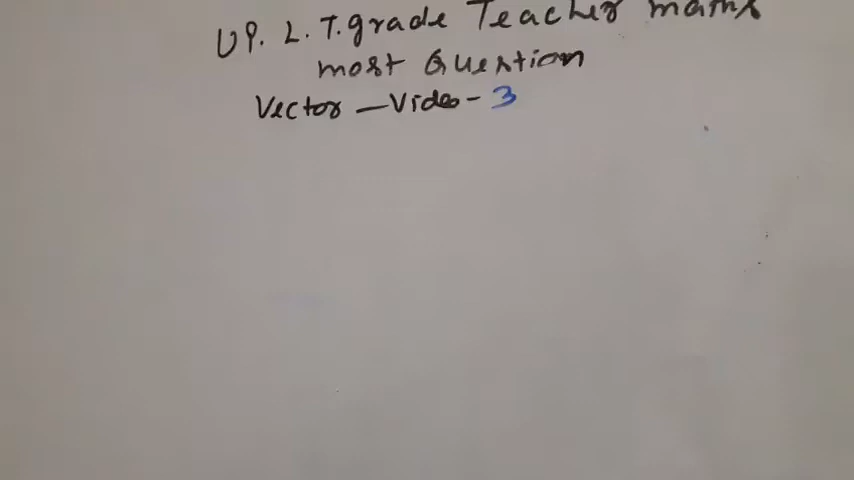 UP. L. T. grade Teacher maths
most Question
Vector — Video - 3